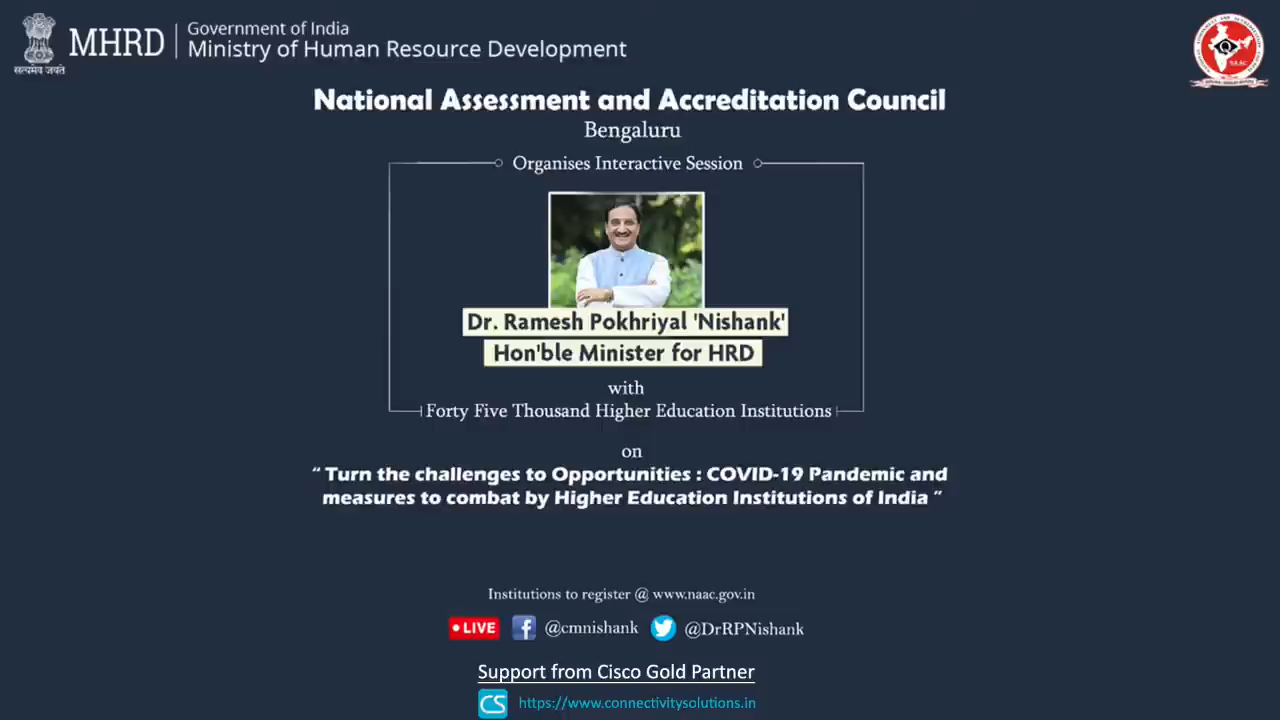 सत्यमेव जयते
MHRD
Government of India
Ministry of Human Resource Development
NAAC
National Assessment and Accreditation Council
Bengaluru
Organises Interactive Session
Dr. Ramesh Pokhriyal 'Nishank'
Hon'ble Minister for HRD
with
Forty Five Thousand Higher Education Institutions
on
“ Turn the challenges to Opportunities : COVID-19 Pandemic and
measures to combat by Higher Education Institutions of India ”
Institutions to register @ www.naac.gov.in
• LIVE f @cmnishank @DrRPNishank
Support from Cisco Gold Partner
CS https://www.connectivitysolutions.in